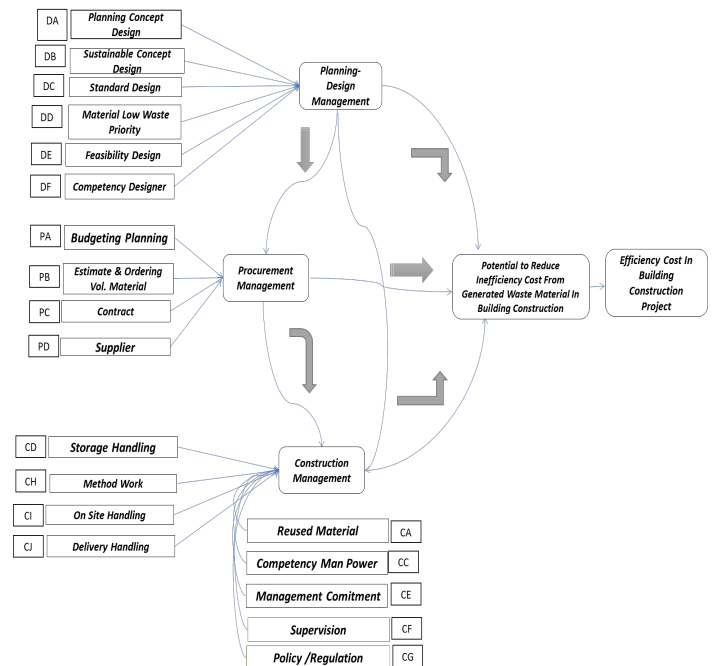 DA
Planning Concept
Design
DB
Sustainable Concept
Design
DC
Standard Design
DD
Material Low Waste
Priority
DE
Feasibility Design
DF
Competency Designer
Planning-
Design
Management
PA
Budgeting Planning
PB
Estimate & Ordering
Vol. Material
PC
Contract
PD
Supplier
Procurement
Management
Potential to Reduce
Inefficiency Cost From
Generated Waste Material In
Building Construction
Efficiency Cost In
Building
Construction
Project
CD
Storage Handling
CH
Method Work
CI
On Site Handling
CJ
Delivery Handling
Construction
Management
Reused Material
CA
Competency Man Power
CC
Management Comitment
CE
Supervision
CF
Policy /Regulation
CG